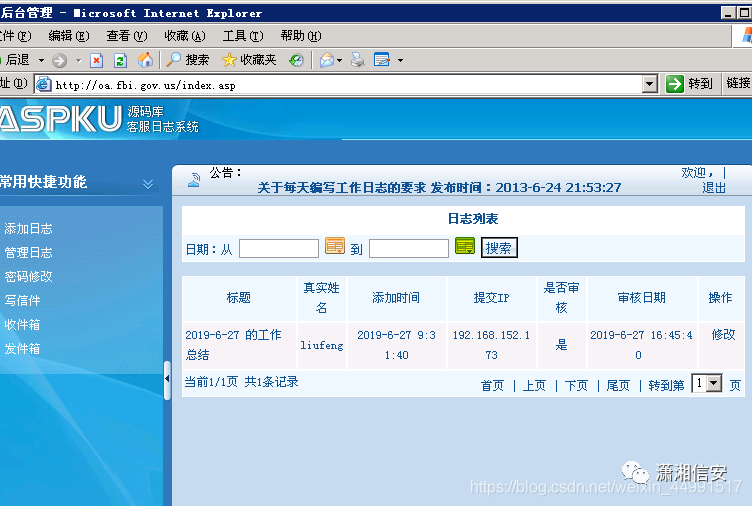 后台管理 - Microsoft Internet Explorer
件(F) 编辑(E) 查看(V) 收藏(A) 工具(T) 帮助(H)
后退 搜索 收藏夹
址(D) http://oa.fbi.gov.us/index.asp 转到 链接
ASPKU 源码库
客服日志系统
常用快捷功能
添加日志
管理日志
密码修改
写信件
收件箱
发件箱
公告：
关于每天编写工作日志的要求 发布时间：2013-6-24 21:53:27
欢迎，|
退出
日志列表
日期：从 到 搜索
标题 真实姓名 添加时间 提交IP 是否审核 审核日期 操作
2019-6-27 的工作总结 liufeng 2019-6-27 9:31:40 192.168.152.173 是 2019-6-27 16:45:40 修改
当前1/1页 共1条记录
首页 | 上页 | 下页 | 尾页 | 转到第 1 页
潇湘信安
https://blog.csdn.net/weixin_44991517